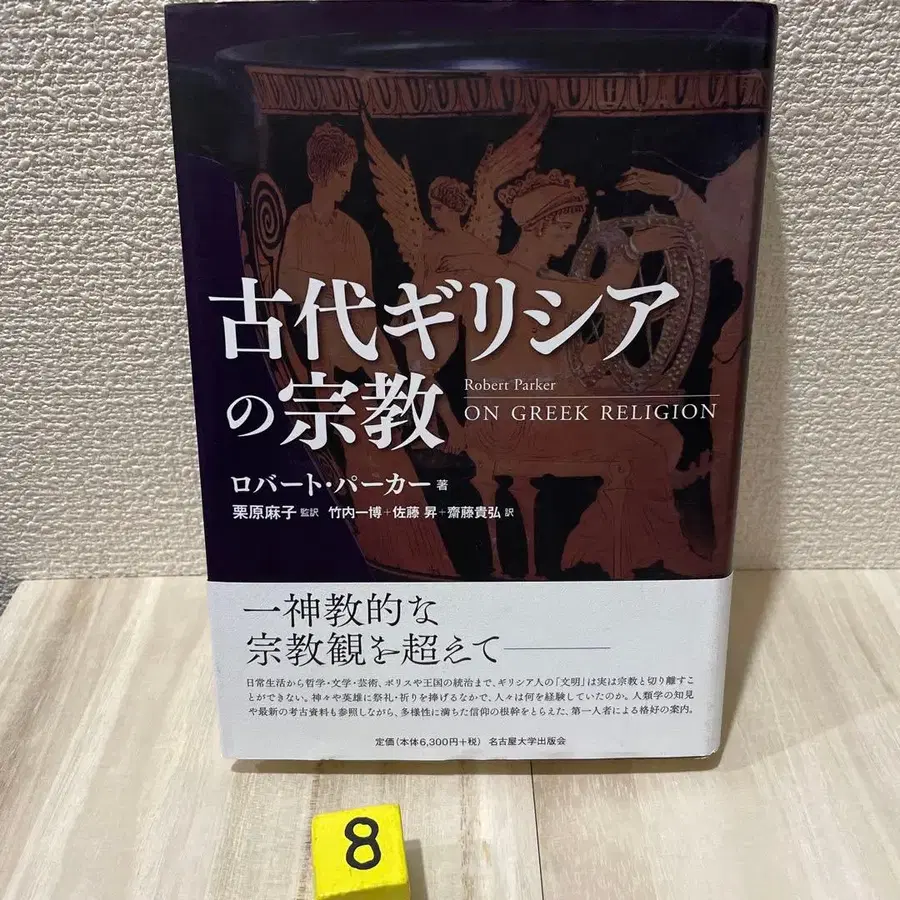 古代ギリシア
の宗教
Robert Parker
ON GREEK RELIGION
ロバート・パーカー 著
栗原麻子 監訳 竹内一博+佐藤 昇+齋藤貴弘 訳
一神教的な
宗教観を超えて――
日常生活から哲学・文学・芸術、ポリスや王国の統治まで、ギリシア人の「文明」は実は宗教と切り離すこ
とができない。神々や英雄に祭礼・祈りを捧げるなかで、人々は何を経験していたのか。人類学の知見
や最新の考古資料も参照しながら、多様性に満ちた信仰の根幹をとらえた、第一人者による格好の案内。
定価(本体6,300円+税) 名古屋大学出版会
8